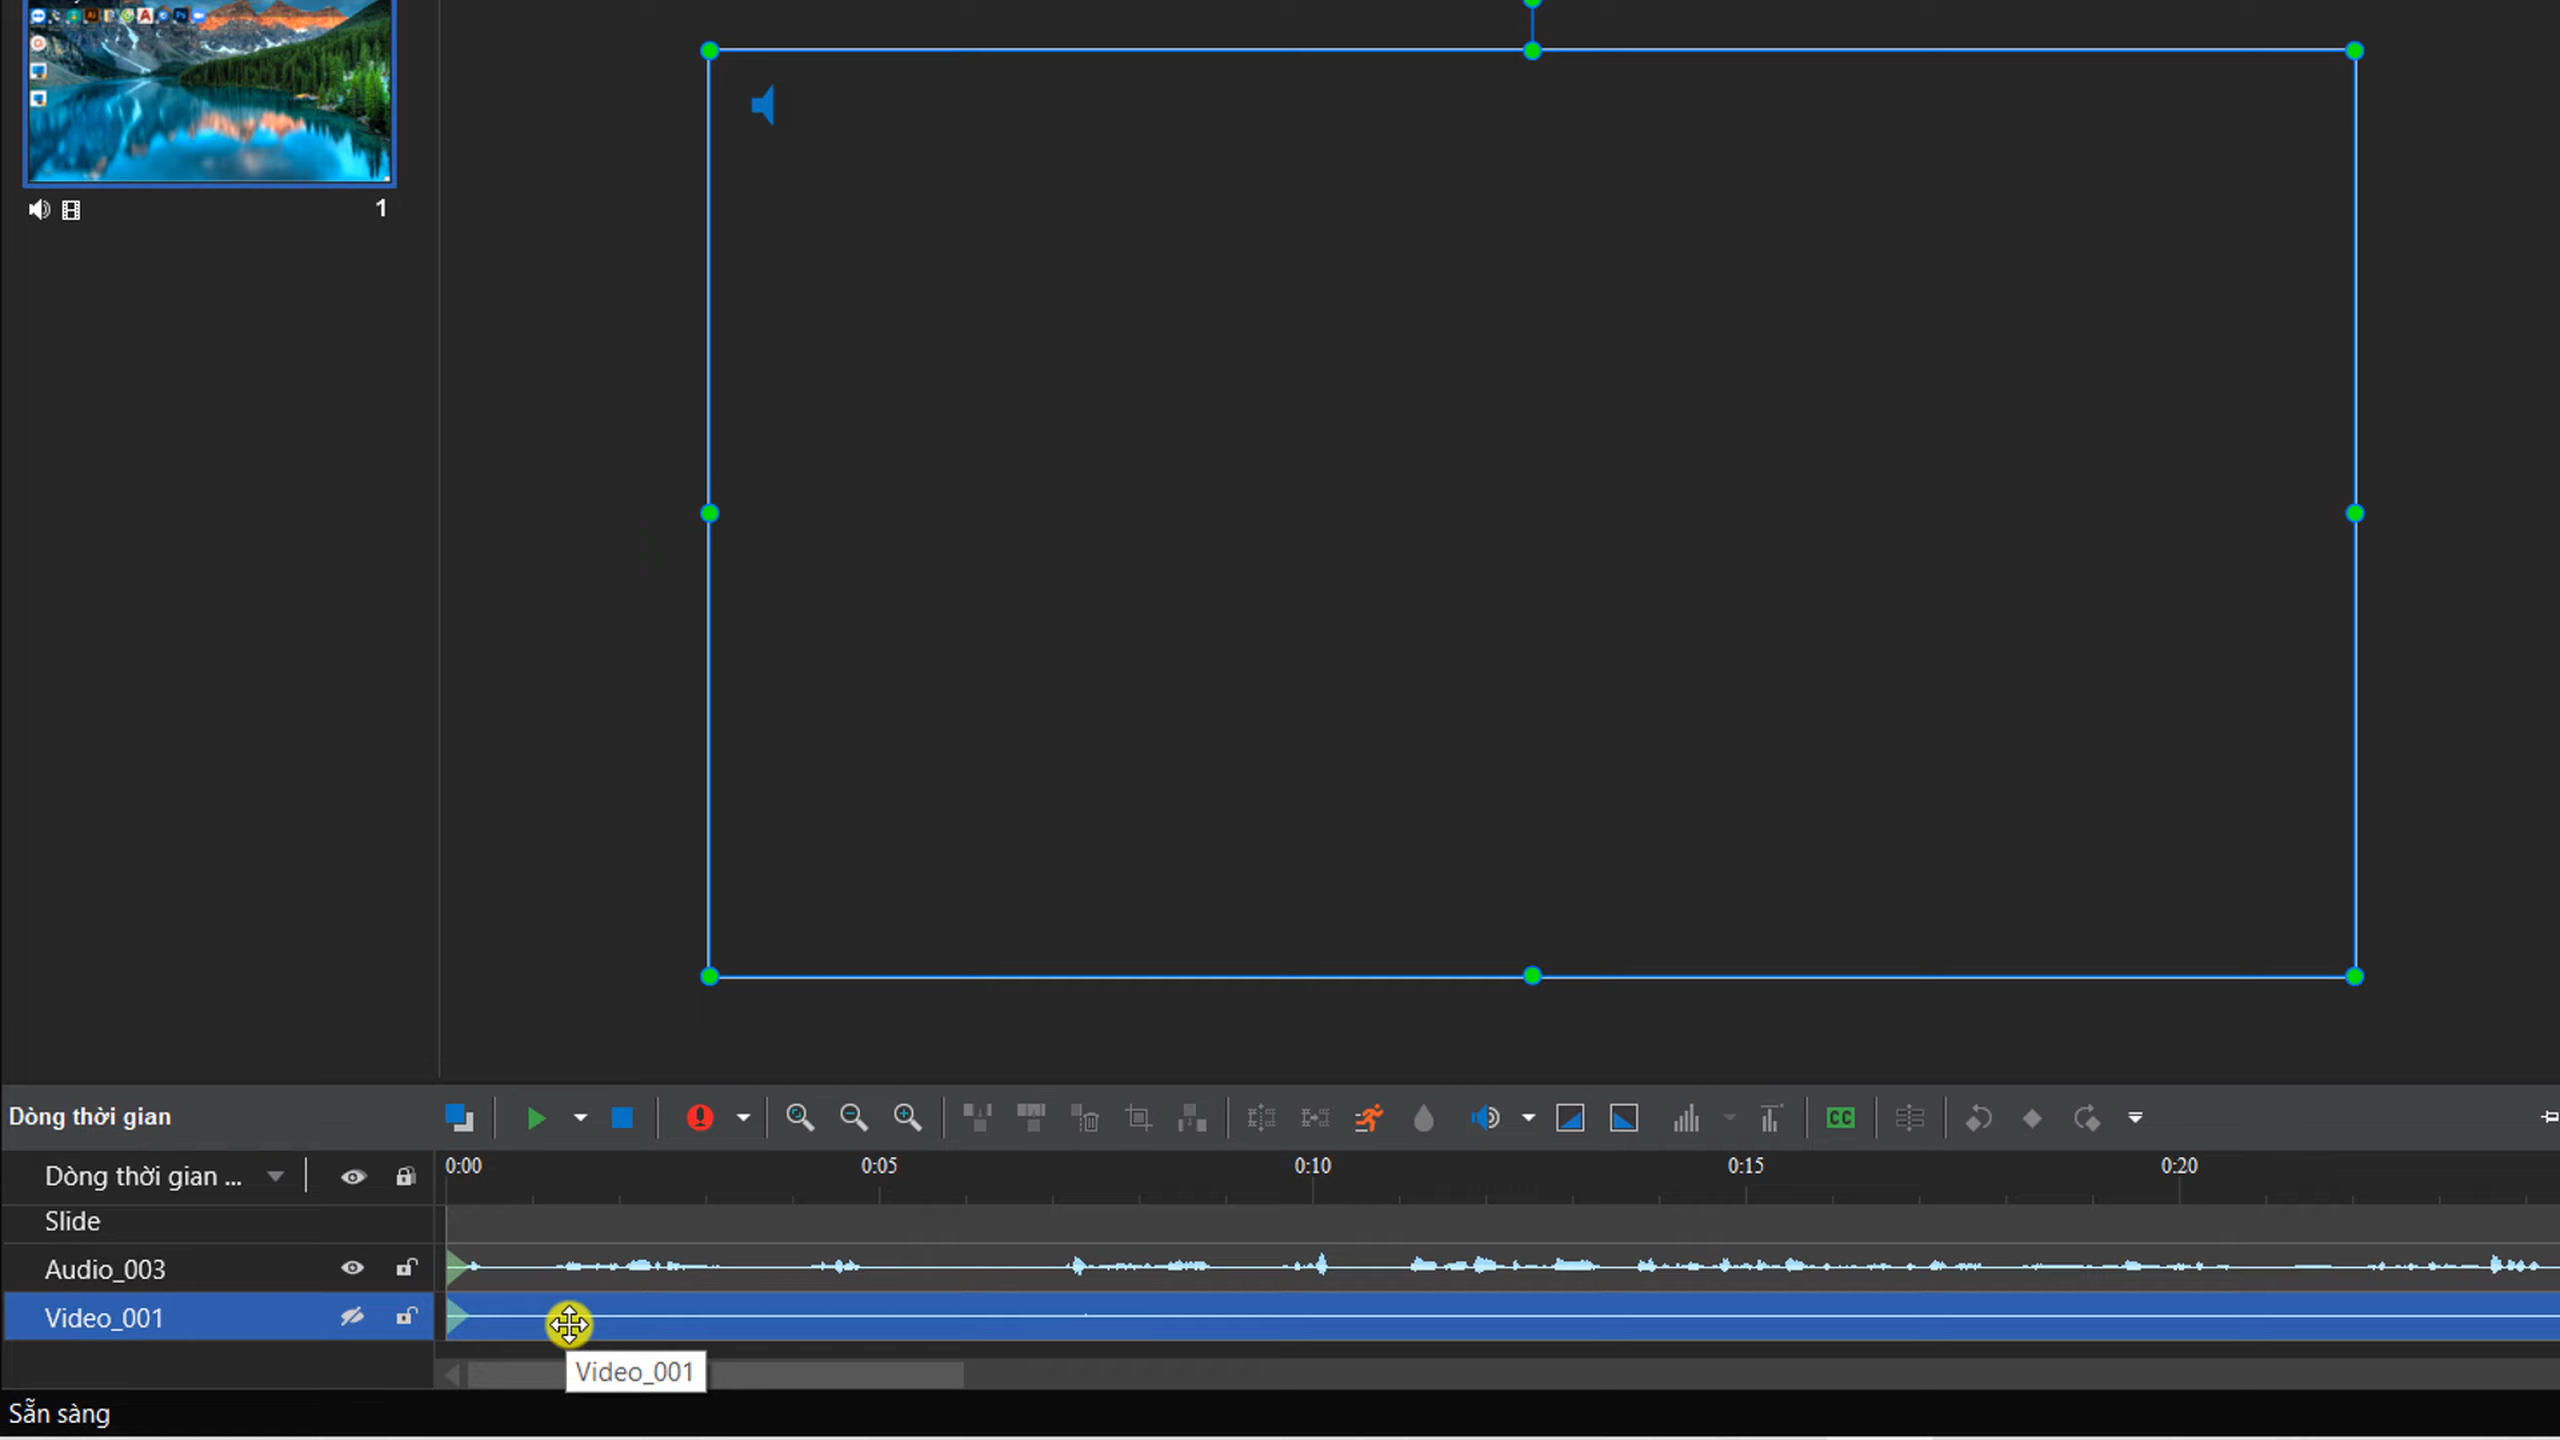 1
Dòng thời gian
CC
Dòng thời gian ...
0:00
0:05
0:10
0:15
0:20
Slide
Audio_003
Video_001
Video_001
Sẵn sàng